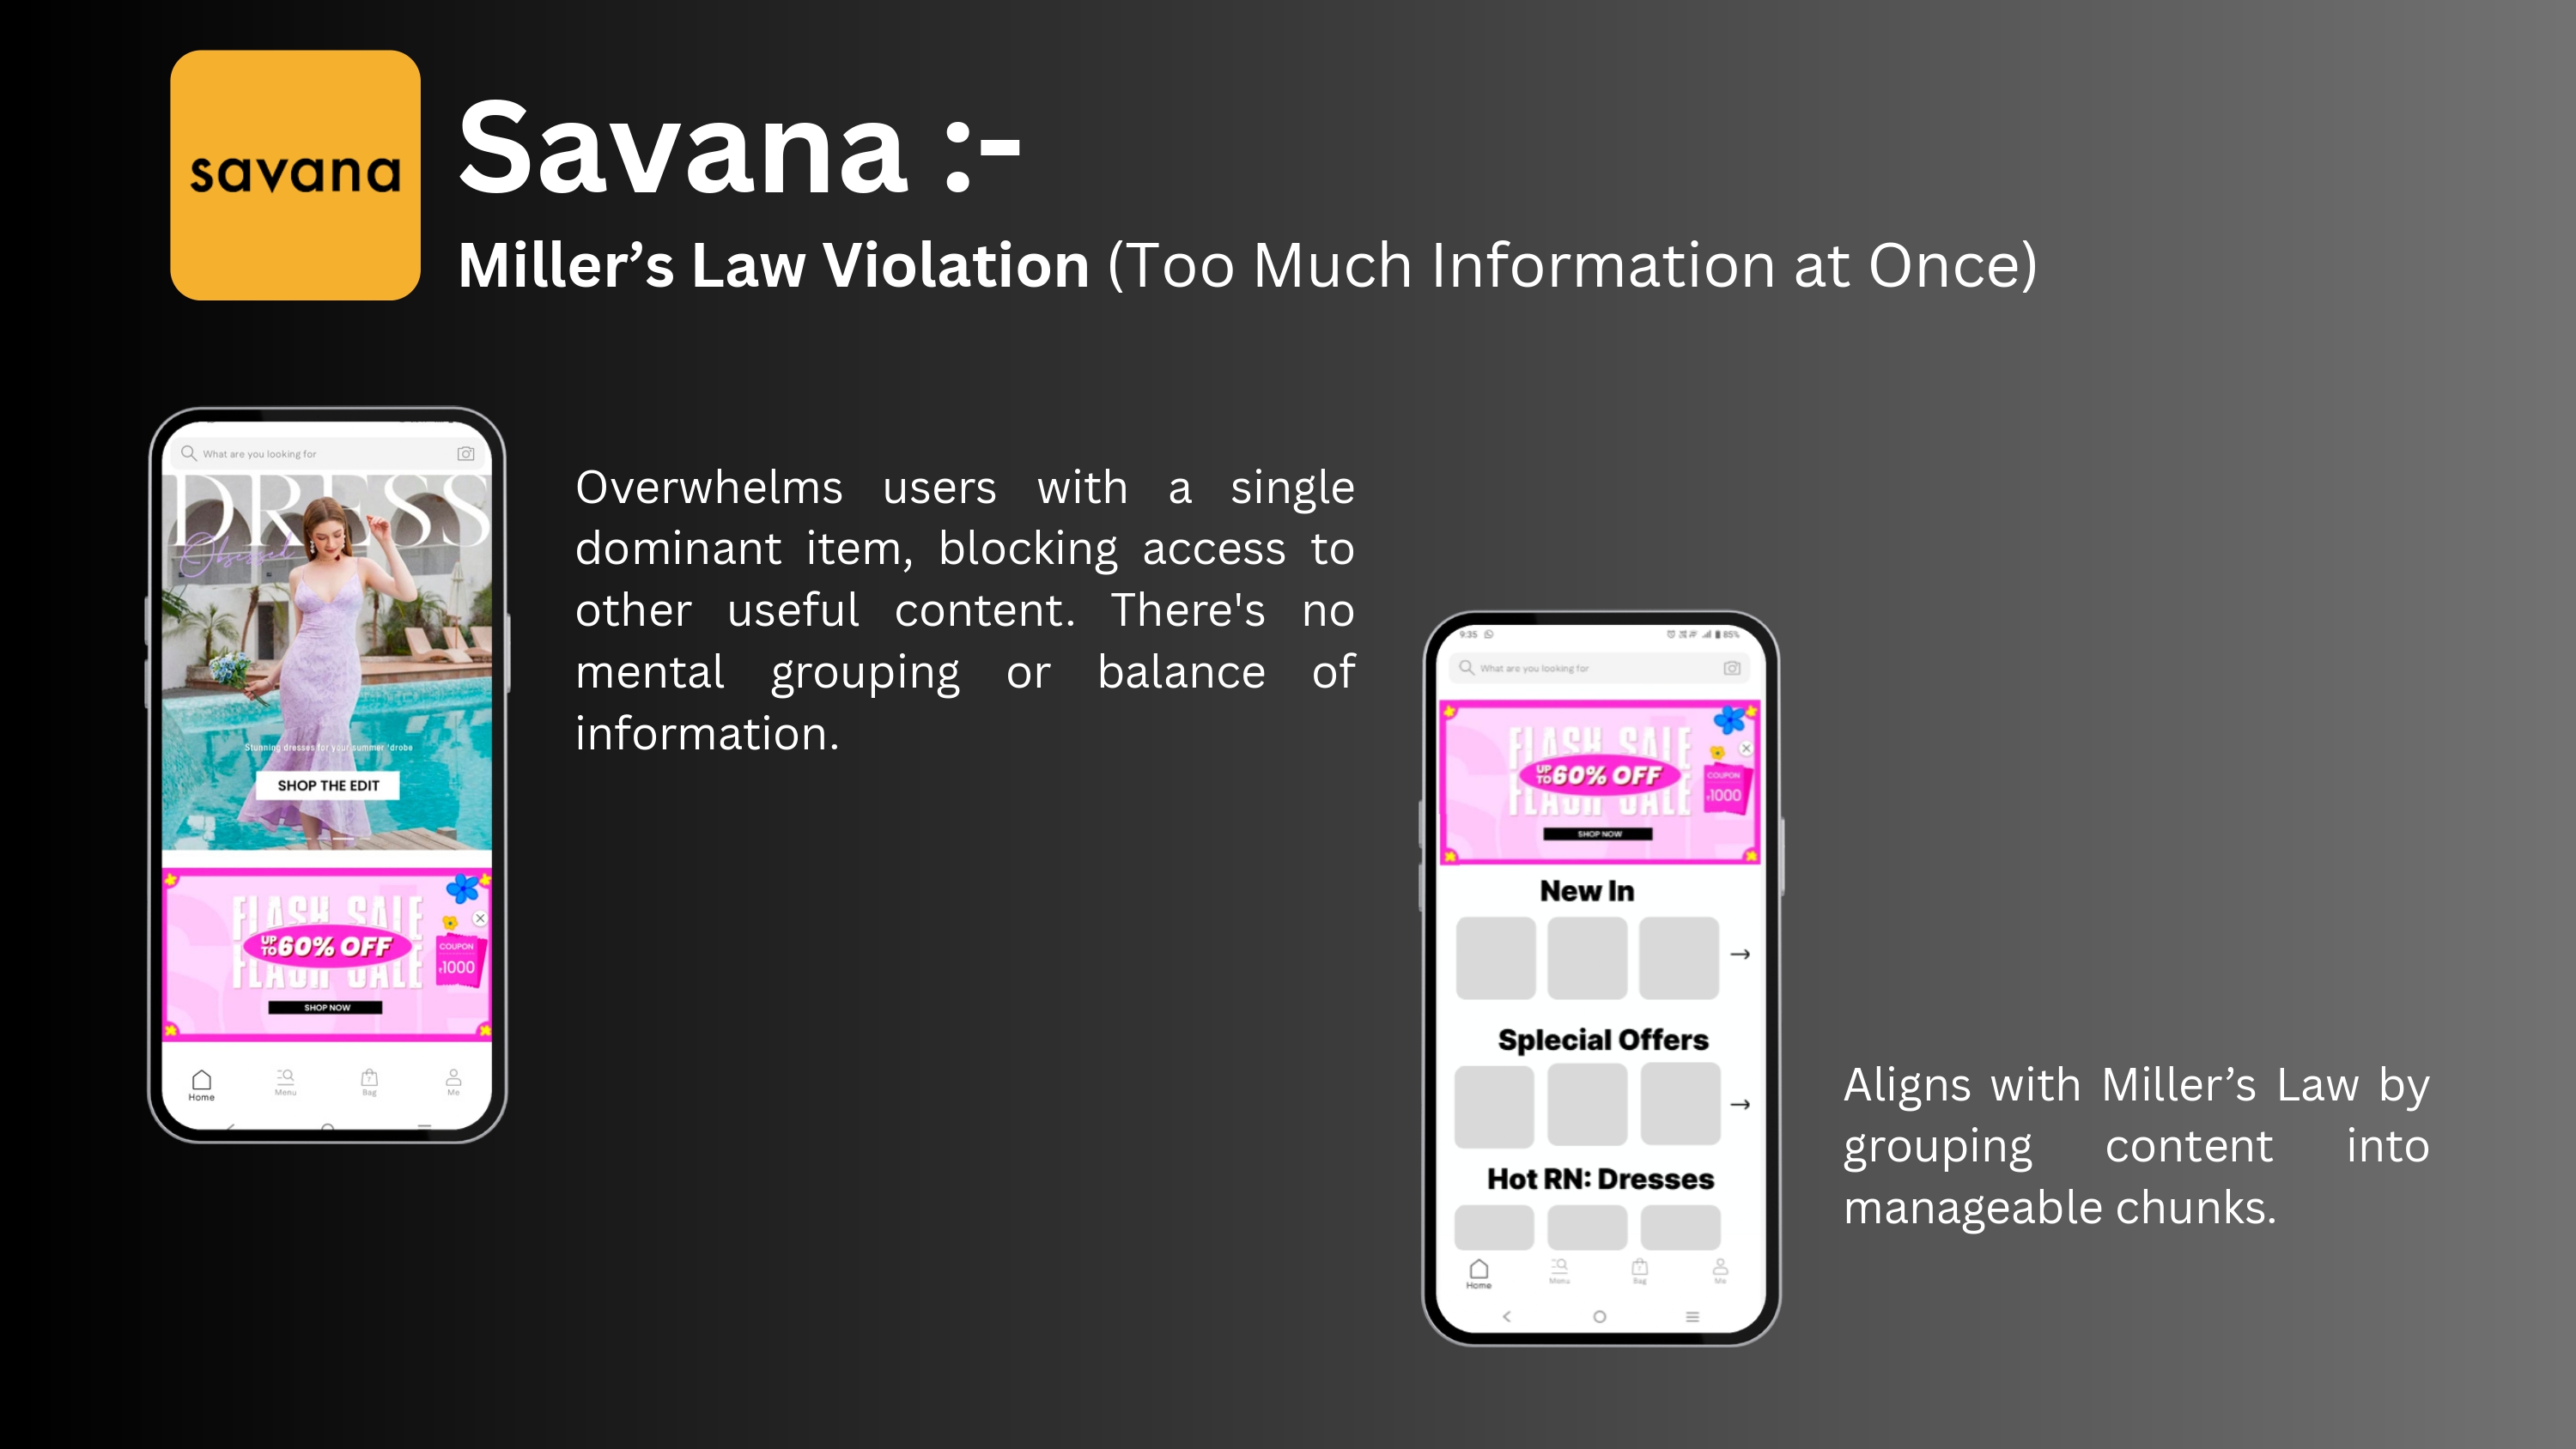 savana
Savana :-
Miller’s Law Violation (Too Much Information at Once)
What are you looking for
DRESS
Obsessed
Stunning dresses for your summer 'drobe
SHOP THE EDIT
FLASH SALE
UP TO 60% OFF
FLASH SALE
COUPON
₹1000
SHOP NOW
Home
Menu
7
Bag
Me
Overwhelms users with a single
dominant item, blocking access to
other useful content. There's no
mental grouping or balance of
information.
9:35
85%
What are you looking for
FLASH SALE
UP TO 60% OFF
FLASH SALE
COUPON
₹1000
SHOP NOW
New In
Splecial Offers
Hot RN: Dresses
Home
Menu
Bag
Me
Aligns with Miller’s Law by
grouping content into
manageable chunks.